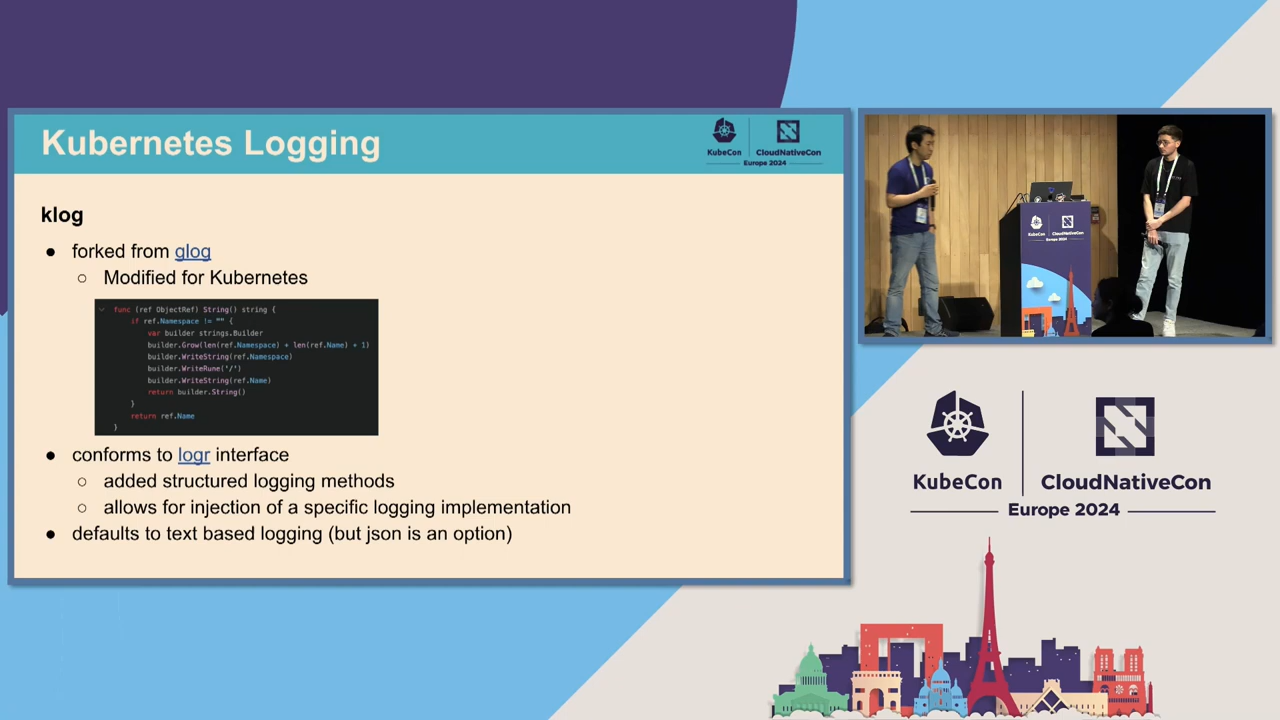 Kubernetes Logging
KubeCon
CloudNativeCon
Europe 2024
klog
● forked from glog
○ Modified for Kubernetes
func (ref ObjectRef) String() string {
if ref.Namespace != "" {
var builder strings.Builder
builder.Grow(len(ref.Namespace) + len(ref.Name) + 1)
builder.WriteString(ref.Namespace)
builder.WriteRune('/')
builder.WriteString(ref.Name)
return builder.String()
}
return ref.Name
}
● conforms to logr interface
○ added structured logging methods
○ allows for injection of a specific logging implementation
● defaults to text based logging (but json is an option)
KubeCon
CloudNativeCon
Europe 2024
KubeCon
CloudNativeCon
Europe 2024